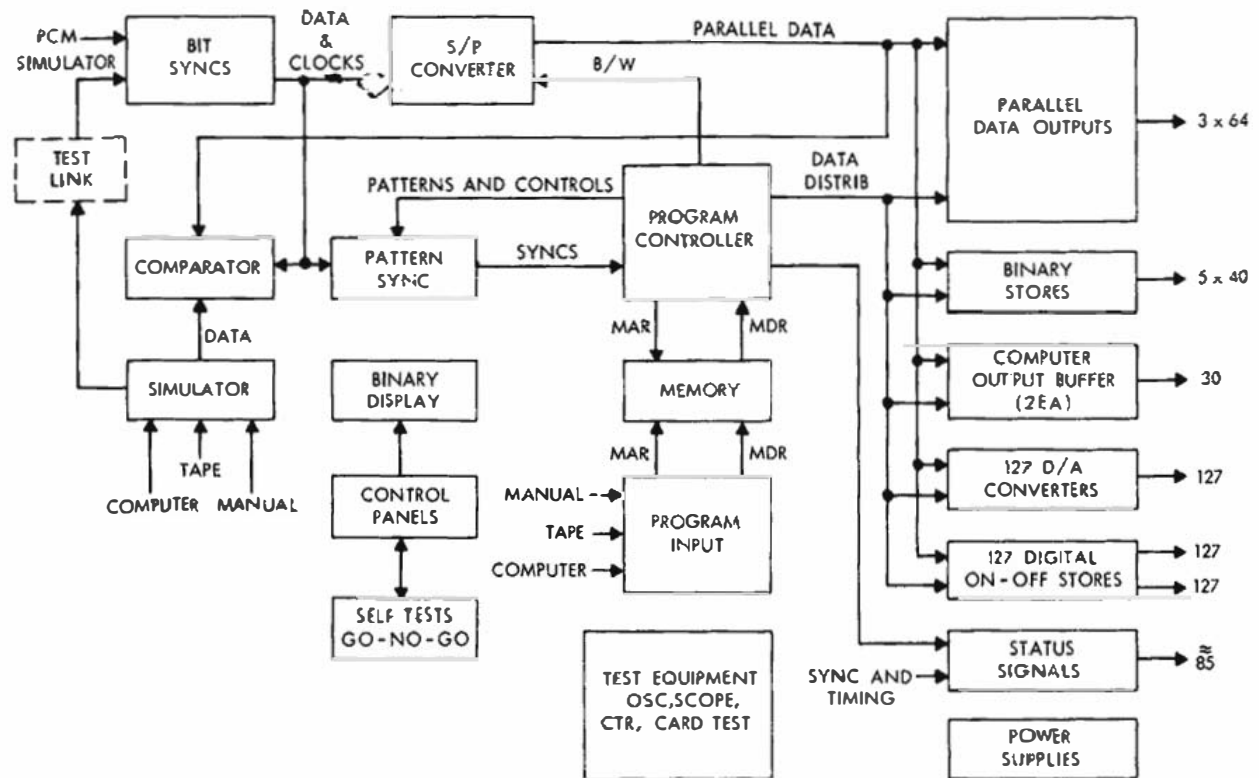 PCM
SIMULATOR
BIT
SYNCS
DATA
&
CLOCKS
S/P
CONVERTER
PARALLEL DATA
B/W
PARALLEL
DATA OUTPUTS
3 x 64
TEST
LINK
PATTERNS AND CONTROLS
PROGRAM
CONTROLLER
DATA
DISTRIB
COMPARATOR
PATTERN
SYNC
SYNCS
BINARY
STORES
5 x 40
DATA
MAR
MDR
SIMULATOR
BINARY
DISPLAY
MEMORY
COMPUTER
OUTPUT BUFFER
(2EA)
30
TAPE
COMPUTER
MANUAL
MAR
MDR
CONTROL
PANELS
MANUAL
TAPE
COMPUTER
PROGRAM
INPUT
127 D/A
CONVERTERS
127
127 DIGITAL
ON-OFF STORES
127
127
SELF TESTS
GO-NO-GO
TEST EQUIPMENT
OSC,SCOPE,
CTR, CARD TEST
SYNC AND
TIMING
STATUS
SIGNALS
≈
85
POWER
SUPPLIES